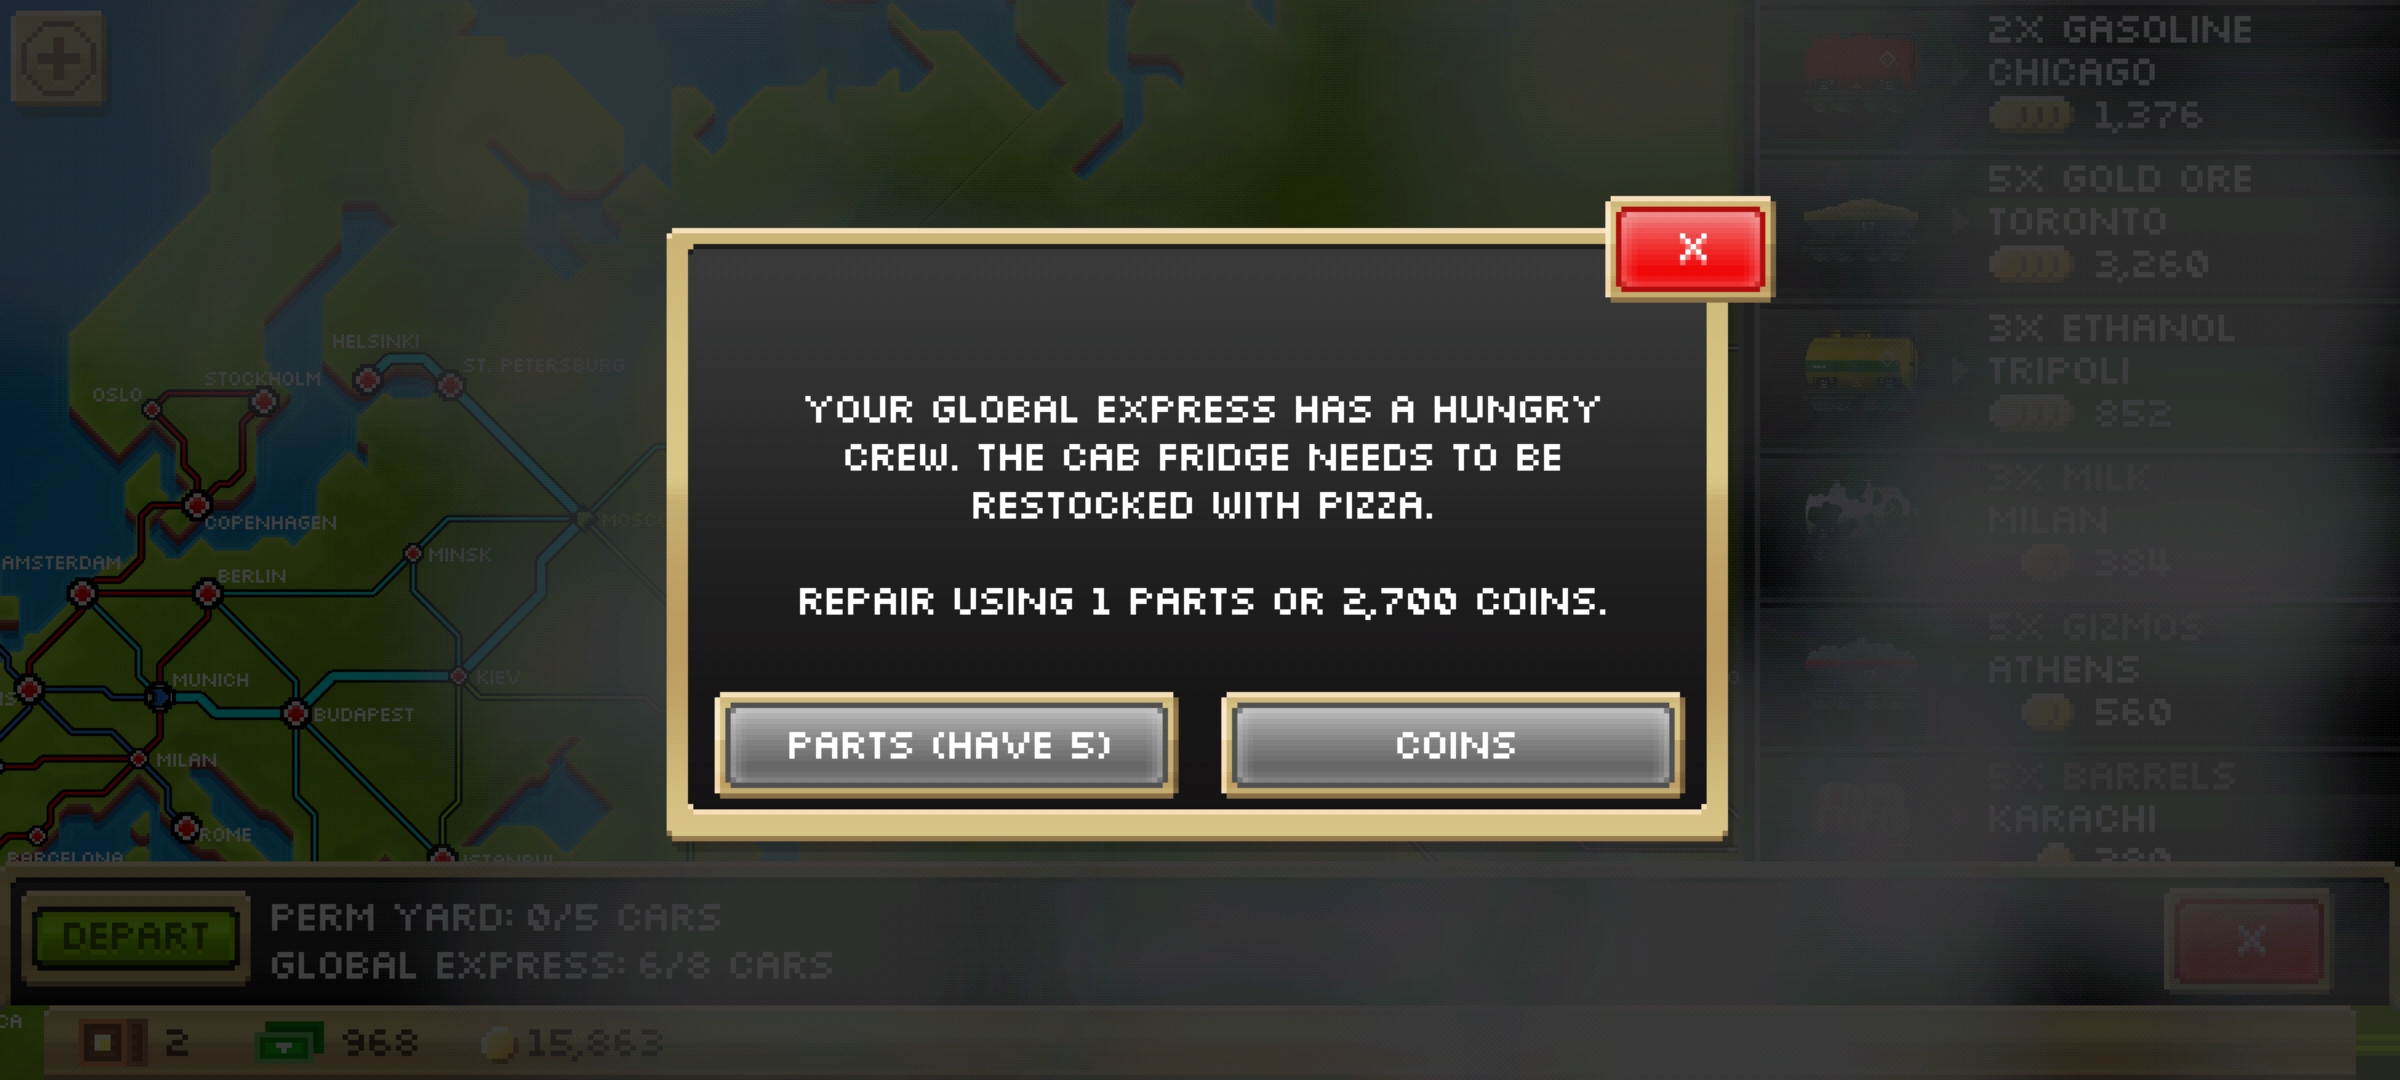 2X GASOLINE
CHICAGO
1,376
5X GOLD ORE
TORONTO
3,260
3X ETHANOL
TRIPOLI
852
3X MILK
MILAN
384
5X GIZMOS
ATHENS
560
5X BARRELS
KARACHI
X
YOUR GLOBAL EXPRESS HAS A HUNGRY
CREW. THE CAB FRIDGE NEEDS TO BE
RESTOCKED WITH PIZZA.
REPAIR USING 1 PARTS OR 2,700 COINS.
PARTS (HAVE 5)
COINS
HELSINKI
ST. PETERSBURG
STOCKHOLM
OSLO
COPENHAGEN
MINSK
AMSTERDAM
BERLIN
MUNICH
KIEV
BUDAPEST
MILAN
ROME
BARCELONA
ISTANBUL
DEPART
PERM YARD: 0/5 CARS
GLOBAL EXPRESS: 6/8 CARS
X
2
968
15,863